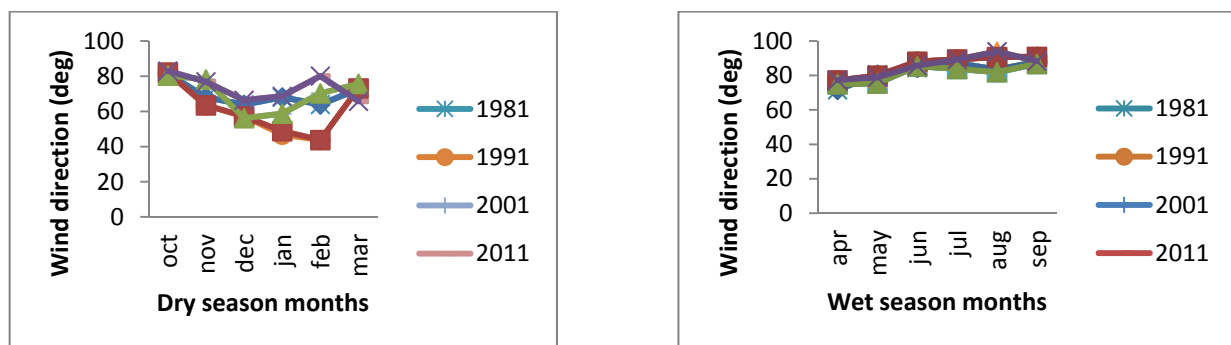 Wind direction (deg)
100
80
60
40
20
0
oct
nov
dec
jan
feb
mar
Dry season months
1981
1991
2001
2011
Wind direction (deg)
100
80
60
40
20
0
apr
may
jun
jul
aug
sep
Wet season months
1981
1991
2001
2011